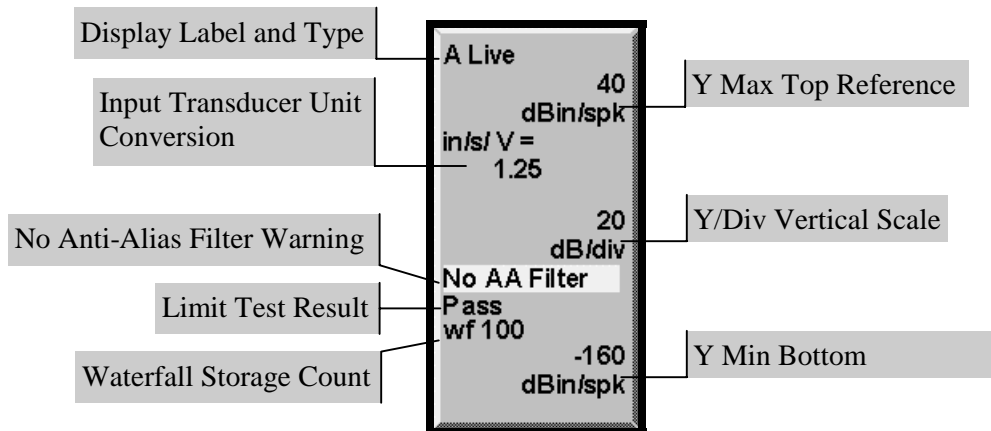 Display Label and Type
Input Transducer Unit
Conversion
No Anti-Alias Filter Warning
Limit Test Result
Waterfall Storage Count
A Live
40
dBin/spk
in/s/ V =
1.25
20
dB/div
No AA Filter
Pass
wf 100
-160
dBin/spk
Y Max Top Reference
Y/Div Vertical Scale
Y Min Bottom